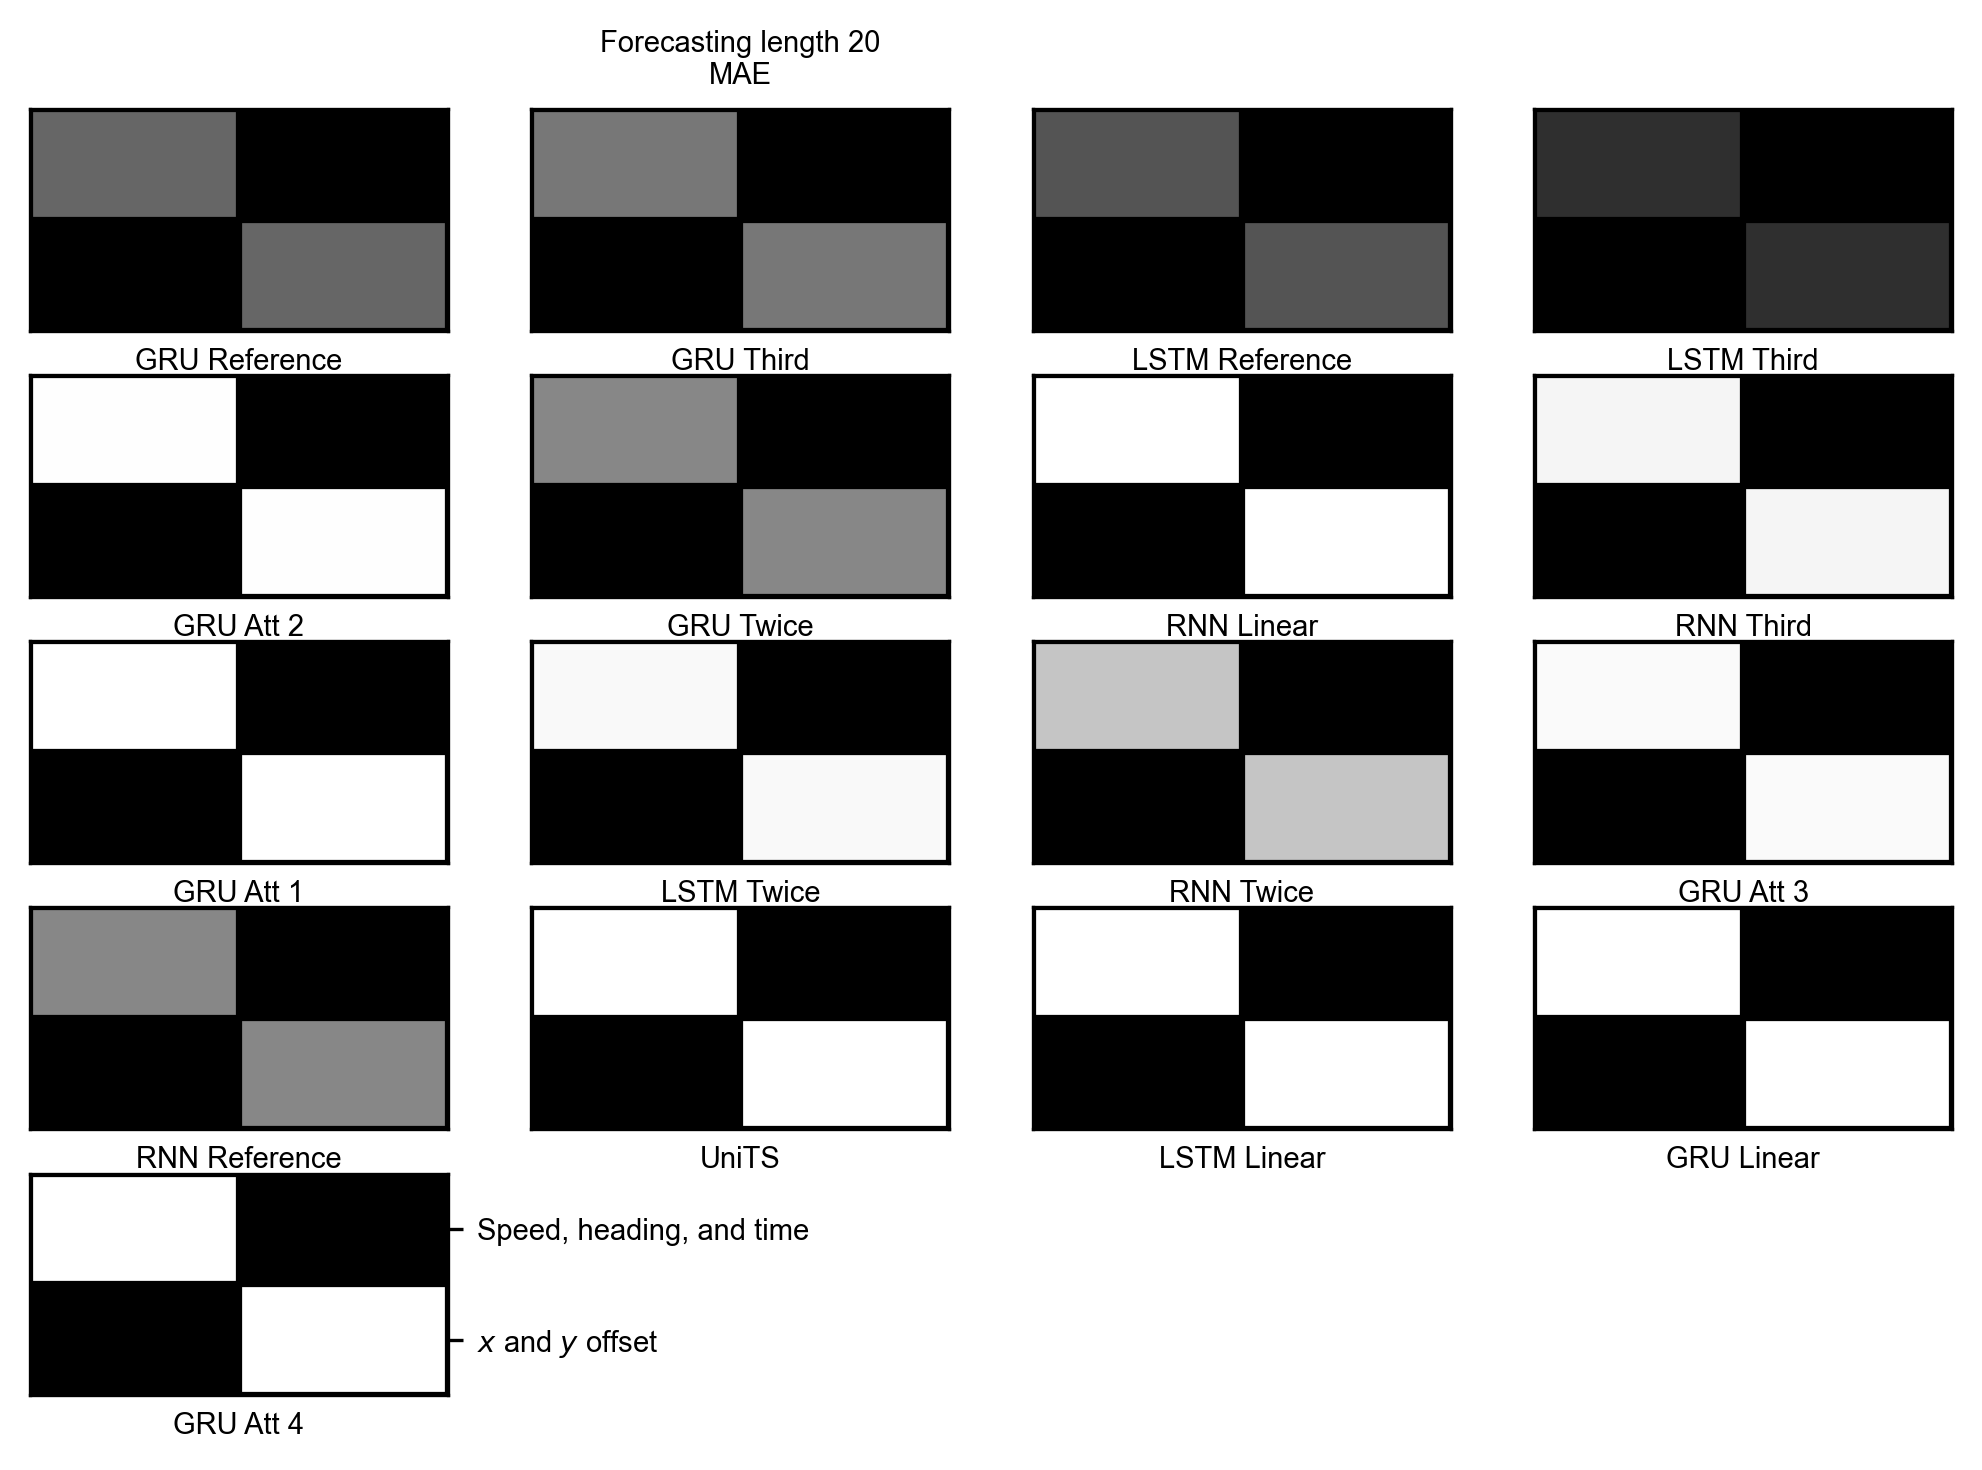 Forecasting length 20
MAE
GRU Reference
GRU Third
LSTM Reference
LSTM Third
GRU Att 2
GRU Twice
RNN Linear
RNN Third
GRU Att 1
LSTM Twice
RNN Twice
GRU Att 3
RNN Reference
UniTS
LSTM Linear
GRU Linear
Speed, heading, and time
x and y offset
GRU Att 4